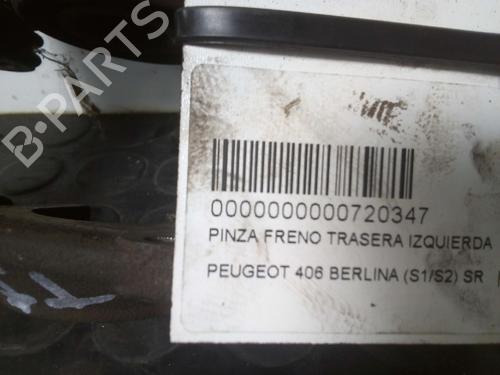 B-PARTS
0000000000720347
PINZA FRENO TRASERA IZQUIERDA
PEUGEOT 406 BERLINA (S1/S2) SR